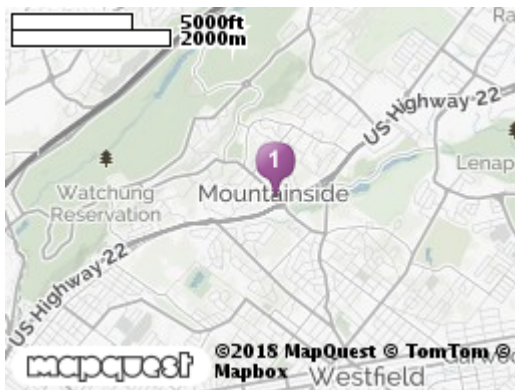 5000ft
2000m
Ra
US Highway 22
1
Lenap
Watchung
Reservation
Mountainside
US Highway 22
mapquest
©2018 MapQuest © TomTom ©
Mapbox
Westfield